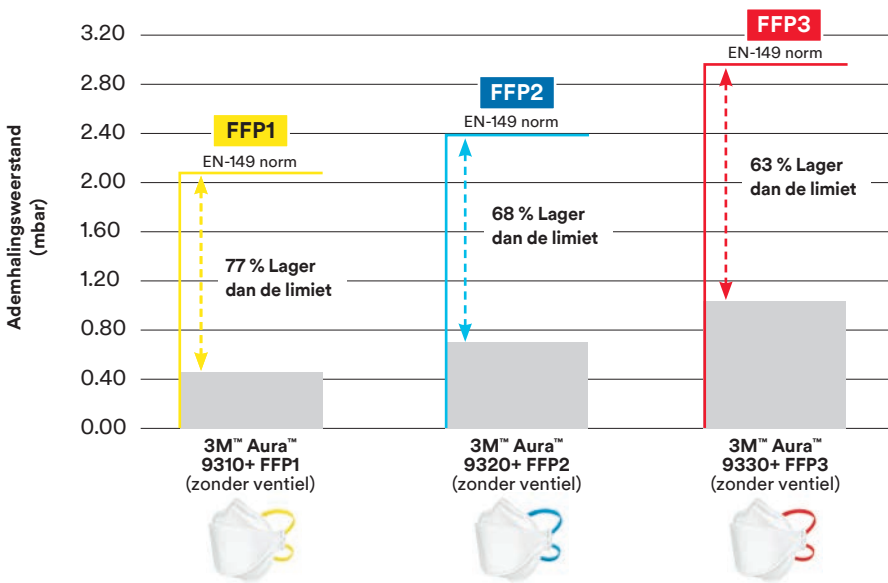 Ademhalingsweerstand
(mbar)
3.20
2.80
2.40
2.00
1.60
1.20
0.80
0.40
0.00
FFP1
EN-149 norm
77 % Lager
dan de limiet
FFP2
EN-149 norm
68 % Lager
dan de limiet
FFP3
EN-149 norm
63 % Lager
dan de limiet
3M™ Aura™
9310+ FFP1
(zonder ventiel)
3M™ Aura™
9320+ FFP2
(zonder ventiel)
3M™ Aura™
9330+ FFP3
(zonder ventiel)